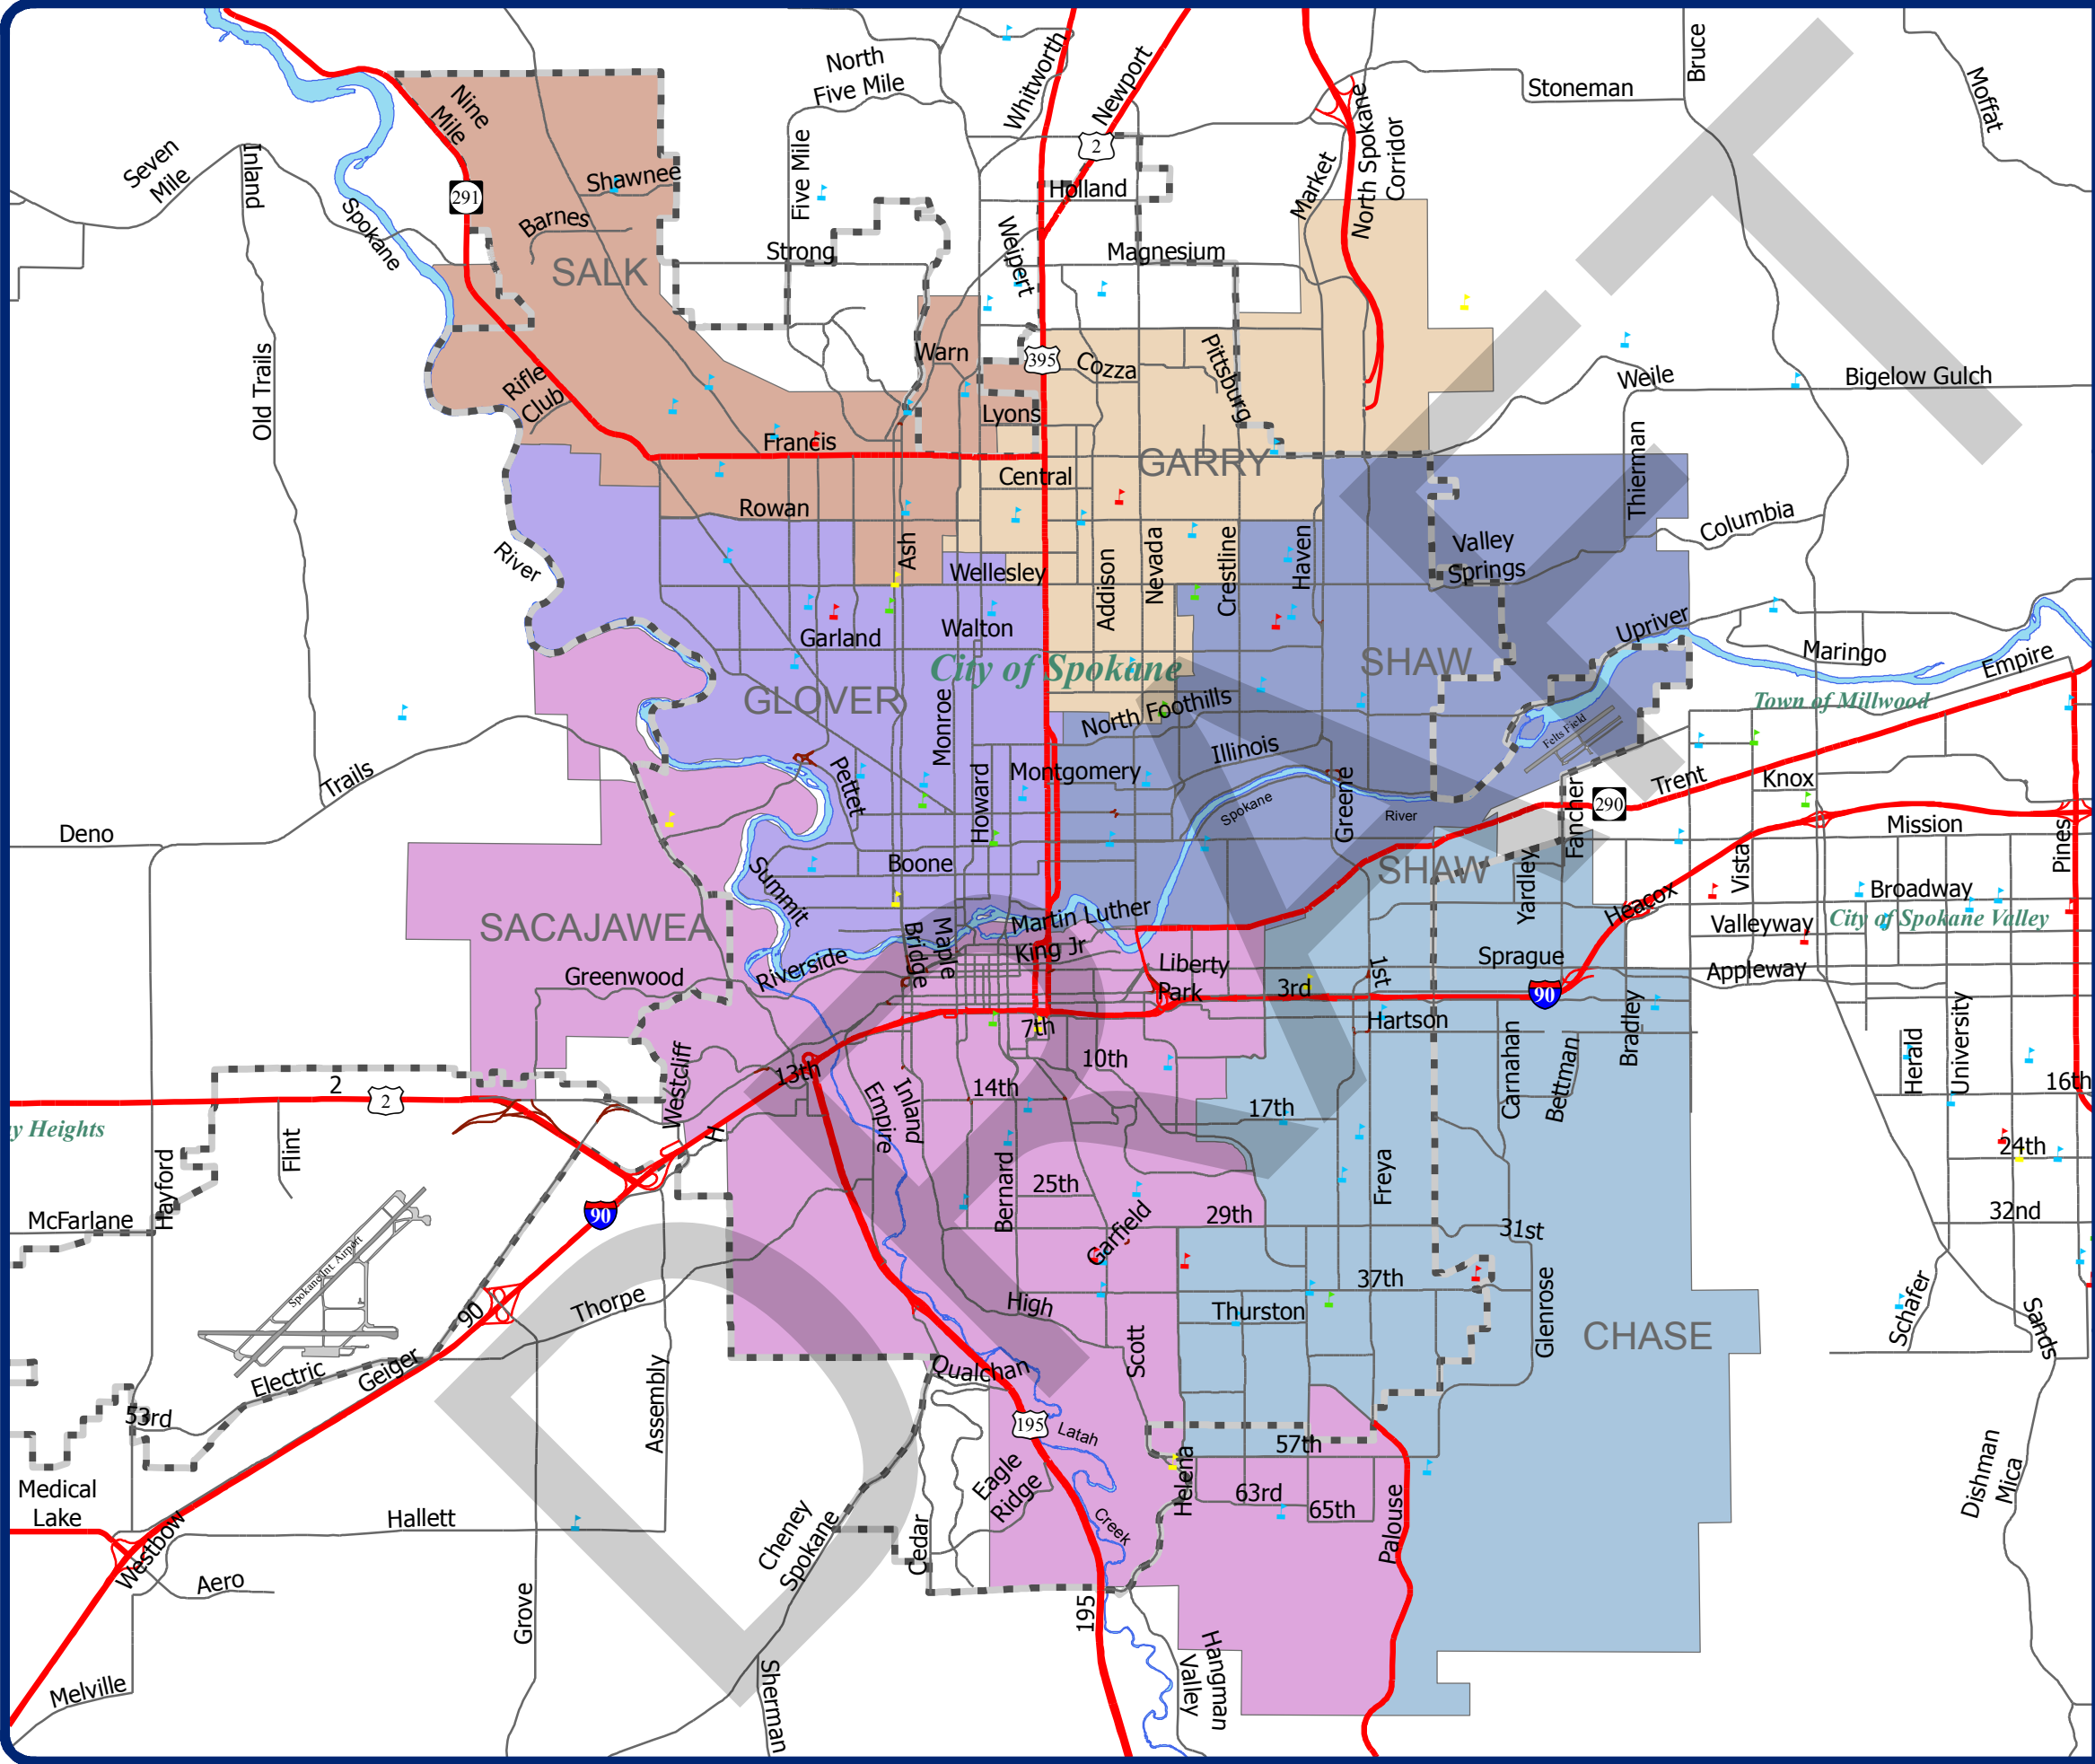 Whitworth
Newport
North
Five Mile
Bruce
Stoneman
Moffat
Nine
Mile
Seven
Mile
Inland
291
Shawnee
Five Mile
2
Holland
Market
North Spokane
Corridor
Spokane
Barnes
SALK
Strong
Weipert
Magnesium
Old Trails
Rifle
Club
Warn
395
Cozza
Pittsburg
Weile
Bigelow Gulch
Lyons
Francis
GARRY
Central
Thierman
Rowan
Columbia
River
Ash
Wellesley
Addison
Nevada
Crestline
Haven
Valley
Springs
Garland
Walton
City of Spokane
Upriver
SHAW
Maringo
Empire
GLOVER
Town of Millwood
North Foothills
Monroe
Illinois
Felts Field
Trails
Pettet
Howard
Montgomery
Spokane
River
Greene
Fancher
290
Trent
Knox
Deno
Mission
Pines
Boone
Summit
SHAW
Yardley
Vista
Heacox
Broadway
SACAJAWEA
Martin Luther
King Jr
Valleyway
City of Spokane Valley
Bridge
Maple
Riverside
Greenwood
Liberty
Park
3rd
1st
Sprague
90
Appleway
7th
Hartson
Carnahan
Bettman
Bradley
Herald
University
16th
Westcliff
13th
10th
14th
17th
2
2
y Heights
Empire
Inland
H
Flint
Hayford
24th
Bernard
25th
Freya
29th
31st
32nd
McFarlane
90
Garfield
Spokane Int. Airport
37th
Glenrose
Thorpe
High
Thurston
CHASE
Schafer
Sands
90
Geiger
Electric
Qualchan
Scott
53rd
Assembly
195
Latah
57th
Dishman
Mica
Medical
Lake
Eagle
Ridge
Helena
63rd
65th
Palouse
Hallett
Cheney
Spokane
Cedar
Creek
Westbow
Aero
Grove
195
Hangman
Valley
Melville
Sherman
DRAFT